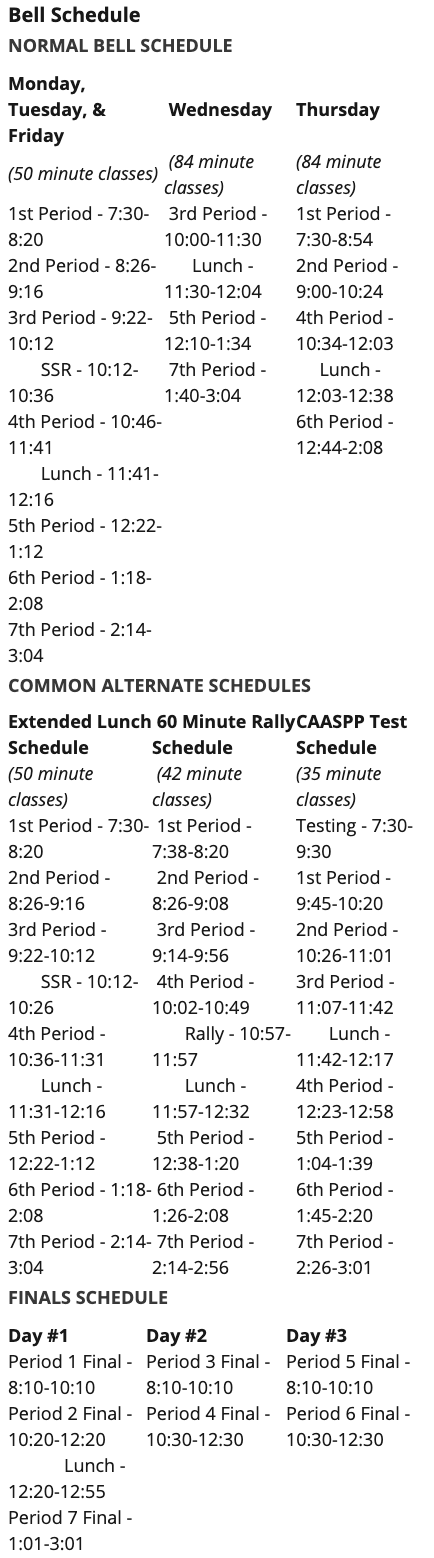 Bell Schedule
NORMAL BELL SCHEDULE
Monday,
Tuesday, &
Friday
(50 minute classes)
1st Period - 7:30-
8:20
2nd Period - 8:26-
9:16
3rd Period - 9:22-
10:12
SSR - 10:12-
10:36
4th Period - 10:46-
11:41
Lunch - 11:41-
12:16
5th Period - 12:22-
1:12
6th Period - 1:18-
2:08
7th Period - 2:14-
3:04
Wednesday
(84 minute
classes)
3rd Period -
10:00-11:30
Lunch -
11:30-12:04
5th Period -
12:10-1:34
7th Period -
1:40-3:04
Thursday
(84 minute
classes)
1st Period -
7:30-8:54
2nd Period -
9:00-10:24
4th Period -
10:34-12:03
Lunch -
12:03-12:38
6th Period -
12:44-2:08
COMMON ALTERNATE SCHEDULES
Extended Lunch
Schedule
(50 minute
classes)
1st Period - 7:30-
8:20
2nd Period -
8:26-9:16
3rd Period -
9:22-10:12
SSR - 10:12-
10:26
4th Period -
10:36-11:31
Lunch -
11:31-12:16
5th Period -
12:22-1:12
6th Period - 1:18-
2:08
7th Period - 2:14-
3:04
60 Minute Rally
Schedule
(42 minute
classes)
1st Period -
7:38-8:20
2nd Period -
8:26-9:08
3rd Period -
9:14-9:56
4th Period -
10:02-10:49
Rally - 10:57-
11:57
Lunch -
11:57-12:32
5th Period -
12:38-1:20
6th Period -
1:26-2:08
7th Period -
2:14-2:56
CAASPP Test
Schedule
(35 minute
classes)
Testing - 7:30-
9:30
1st Period -
9:45-10:20
2nd Period -
10:26-11:01
3rd Period -
11:07-11:42
Lunch -
11:42-12:17
4th Period -
12:23-12:58
5th Period -
1:04-1:39
6th Period -
1:45-2:20
7th Period -
2:26-3:01
FINALS SCHEDULE
Day #1
Period 1 Final -
8:10-10:10
Period 2 Final -
10:20-12:20
Lunch -
12:20-12:55
Period 7 Final -
1:01-3:01
Day #2
Period 3 Final -
8:10-10:10
Period 4 Final -
10:30-12:30
Day #3
Period 5 Final -
8:10-10:10
Period 6 Final -
10:30-12:30